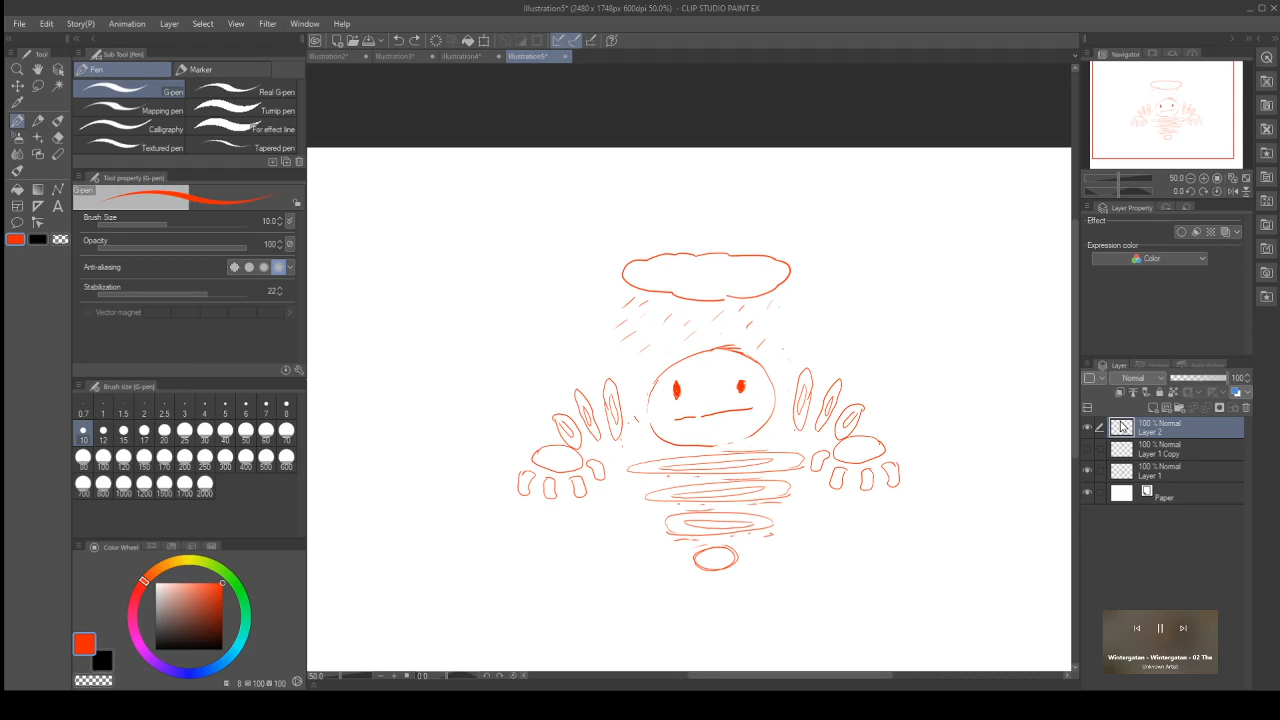 Illustration5* (2480 x 1748px 600dpi 50.0%) - CLIP STUDIO PAINT EX
File Edit Story(P) Animation Layer Select View Filter Window Help
Tool
Sub Tool [Pen]
Illustration2* Illustration3* Illustration4* Illustration5*
Navigator
Pen Marker
G-pen Real G-pen
Mapping pen Turnip pen
Calligraphy For effect line
Textured pen Tapered pen
Tool property [G-pen]
G-pen
Brush Size 10.0
Opacity 100
Anti-aliasing
Stabilization 22
Vector magnet
Brush size [G-pen]
0.7 1 1.5 2 2.5 3 4 5 6 7 8
10 12 15 17 20 25 30 40 50 60 70
80 100 120 150 170 200 250 300 400 500 600
700 800 1000 1200 1500 1700 2000
Color Wheel
8 100 100
50.0 0.0
50.0
0.0
Layer Property
Effect
Expression color
Color
Layer
Normal 100
100 % Normal
Layer 2
100 % Normal
Layer 1 Copy
100 % Normal
Layer 1
Paper
Wintergatan - Wintergatan - 02 The
Unknown Artist